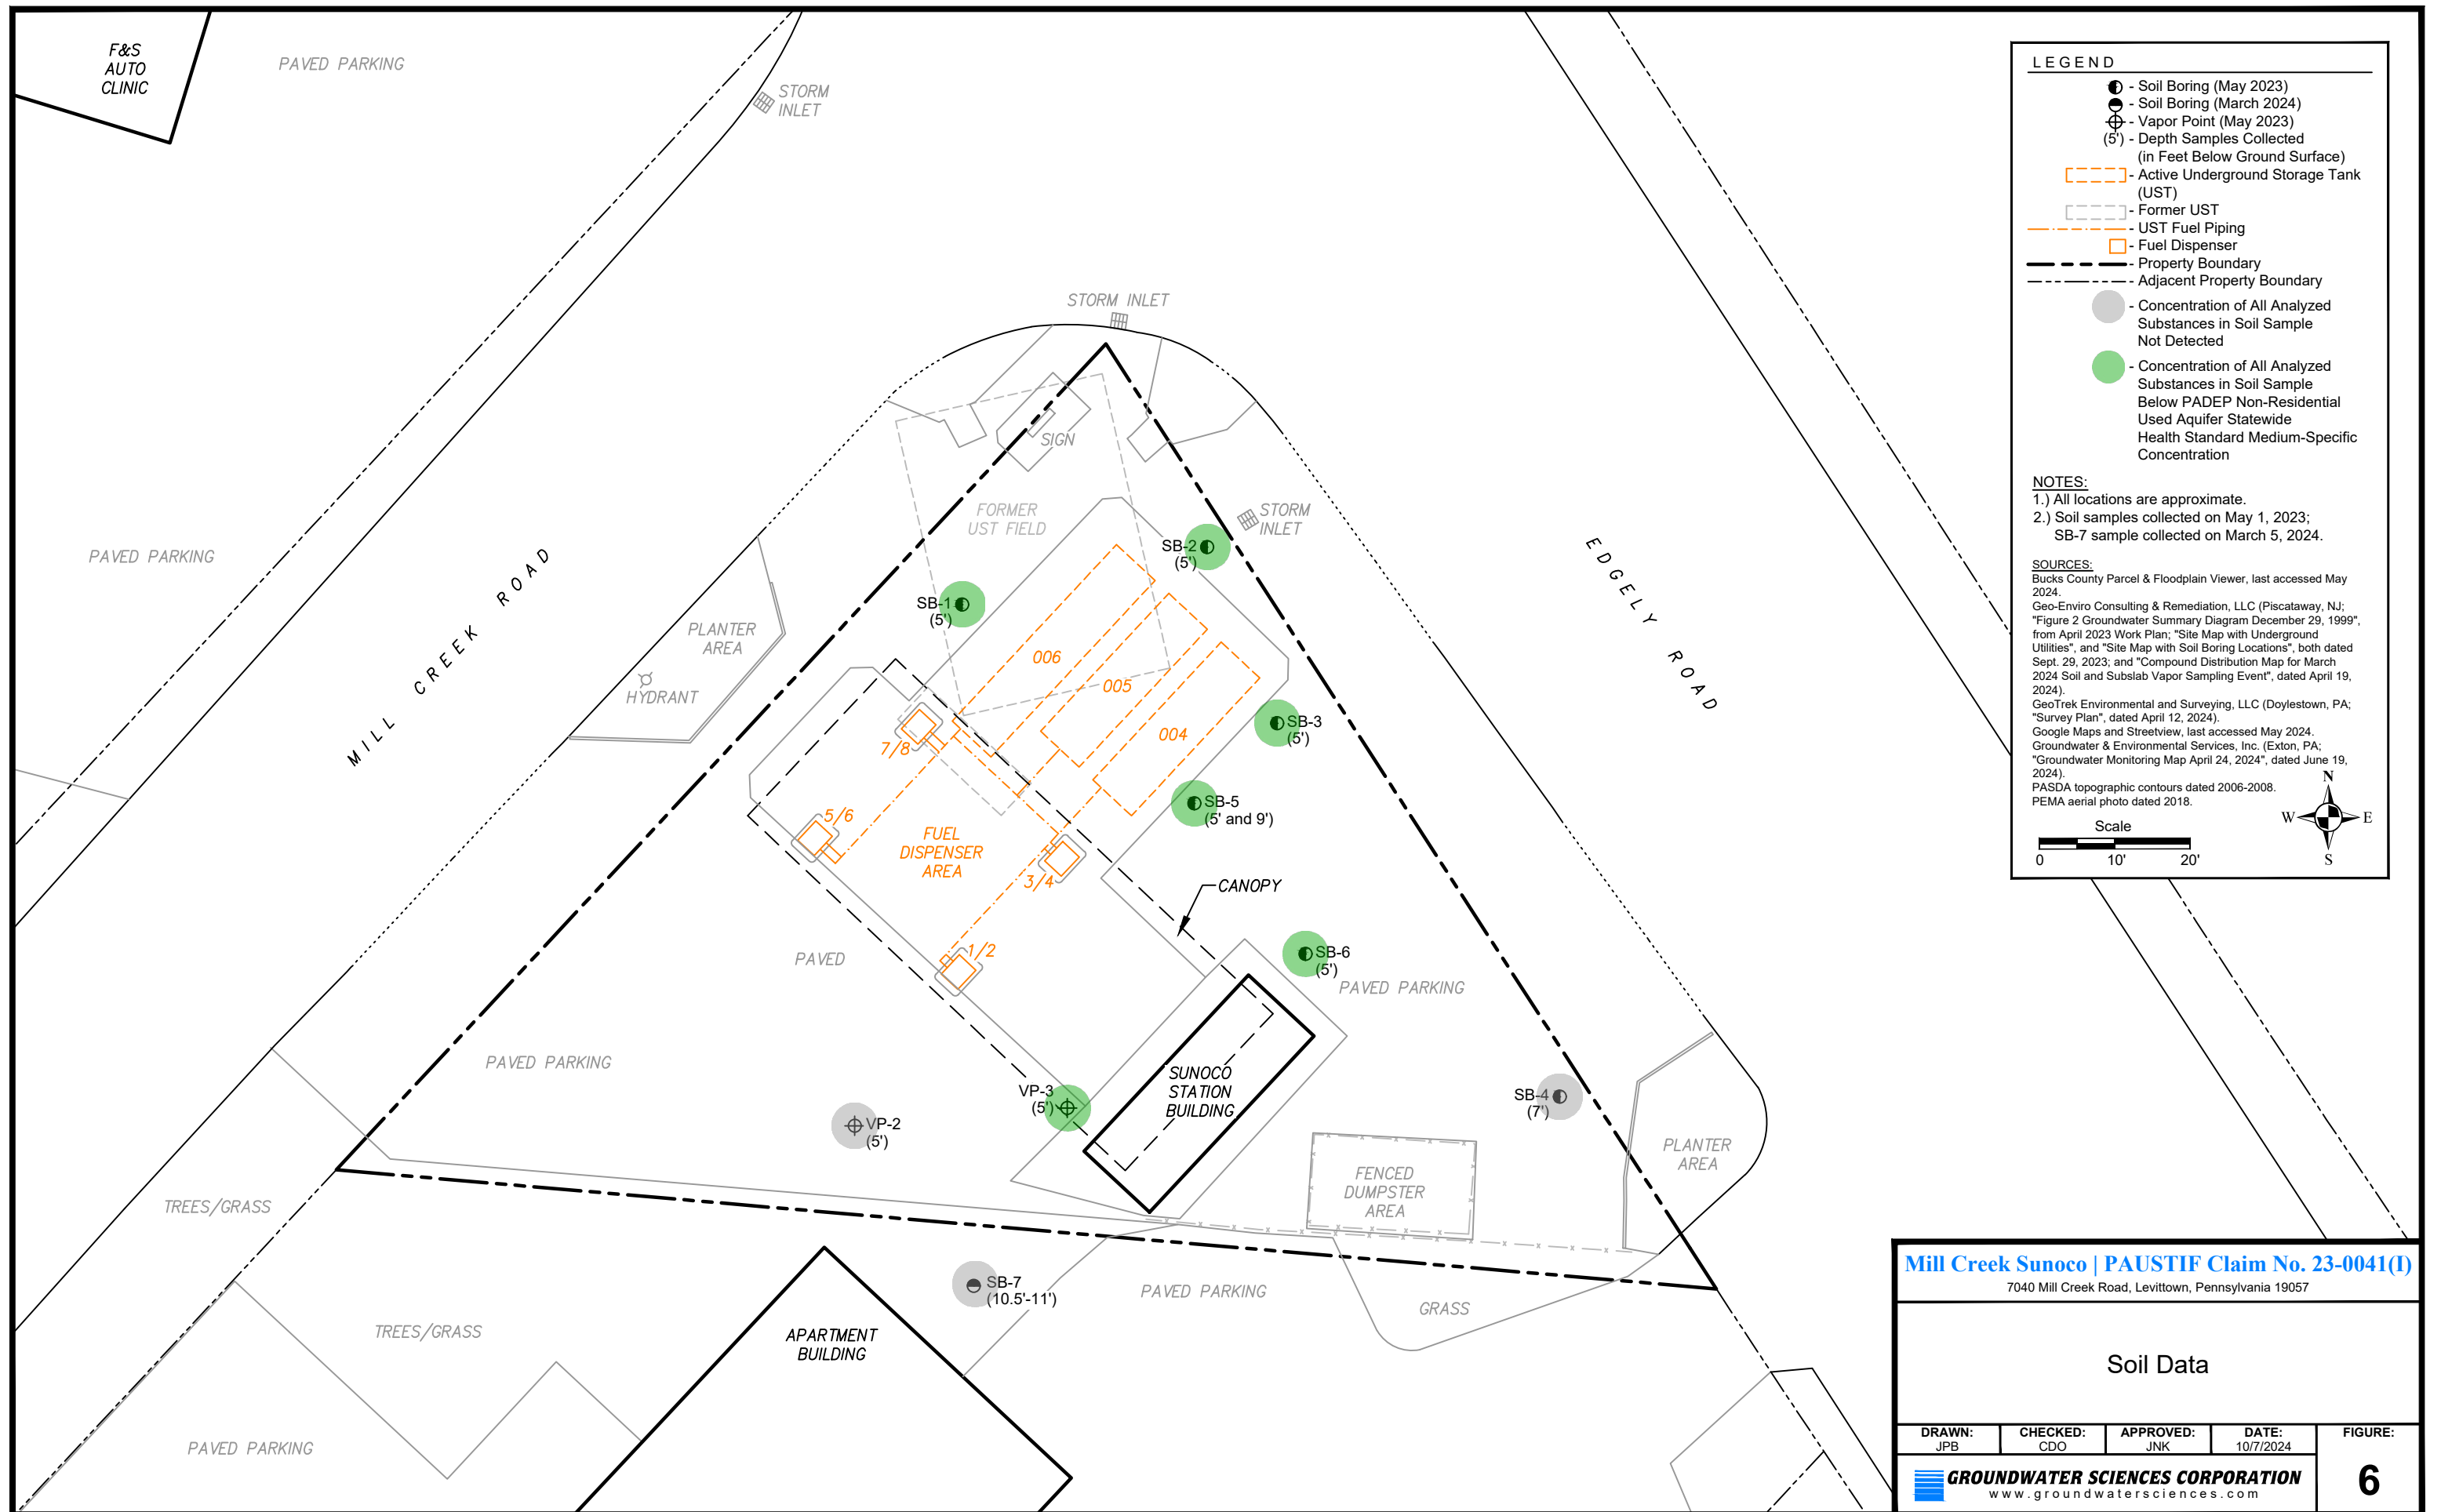 F&S
AUTO
CLINIC
PAVED PARKING
STORM
INLET
STORM INLET
SIGN
FORMER
UST FIELD
STORM
INLET
SB-2
(5')
SB-1
(5')
PAVED PARKING
MILL CREEK ROAD
EDGELY ROAD
PLANTER
AREA
HYDRANT
006
005
004
SB-3
(5')
7/8
5/6
FUEL
DISPENSER
AREA
SB-5
(5' and 9')
3/4
CANOPY
1/2
PAVED
SB-6
(5')
PAVED PARKING
PAVED PARKING
SUNOCO
STATION
BUILDING
VP-3
(5')
VP-2
(5')
SB-4
(7')
PLANTER
AREA
FENCED
DUMPSTER
AREA
TREES/GRASS
SB-7
(10.5'-11')
PAVED PARKING
GRASS
TREES/GRASS
APARTMENT
BUILDING
PAVED PARKING
LEGEND
- Soil Boring (May 2023)
- Soil Boring (March 2024)
- Vapor Point (May 2023)
(5') - Depth Samples Collected
(in Feet Below Ground Surface)
- Active Underground Storage Tank
(UST)
- Former UST
- UST Fuel Piping
- Fuel Dispenser
- Property Boundary
- Adjacent Property Boundary
- Concentration of All Analyzed
Substances in Soil Sample
Not Detected
- Concentration of All Analyzed
Substances in Soil Sample
Below PADEP Non-Residential
Used Aquifer Statewide
Health Standard Medium-Specific
Concentration
NOTES:
1.) All locations are approximate.
2.) Soil samples collected on May 1, 2023;
SB-7 sample collected on March 5, 2024.
SOURCES:
Bucks County Parcel & Floodplain Viewer, last accessed May
2024.
Geo-Enviro Consulting & Remediation, LLC (Piscataway, NJ;
"Figure 2 Groundwater Summary Diagram December 29, 1999",
from April 2023 Work Plan; "Site Map with Underground
Utilities", and "Site Map with Soil Boring Locations", both dated
Sept. 29, 2023; and "Compound Distribution Map for March
2024 Soil and Subslab Vapor Sampling Event", dated April 19,
2024).
GeoTrek Environmental and Surveying, LLC (Doylestown, PA;
"Survey Plan", dated April 12, 2024).
Google Maps and Streetview, last accessed May 2024.
Groundwater & Environmental Services, Inc. (Exton, PA;
"Groundwater Monitoring Map April 24, 2024", dated June 19,
2024).
PASDA topographic contours dated 2006-2008.
PEMA aerial photo dated 2018.
N
W E
S
Scale
0 10' 20'
Mill Creek Sunoco | PAUSTIF Claim No. 23-0041(I)
7040 Mill Creek Road, Levittown, Pennsylvania 19057
Soil Data
DRAWN: CHECKED: APPROVED: DATE: FIGURE:
JPB CDO JNK 10/7/2024
6
GROUNDWATER SCIENCES CORPORATION
www.groundwatersciences.com